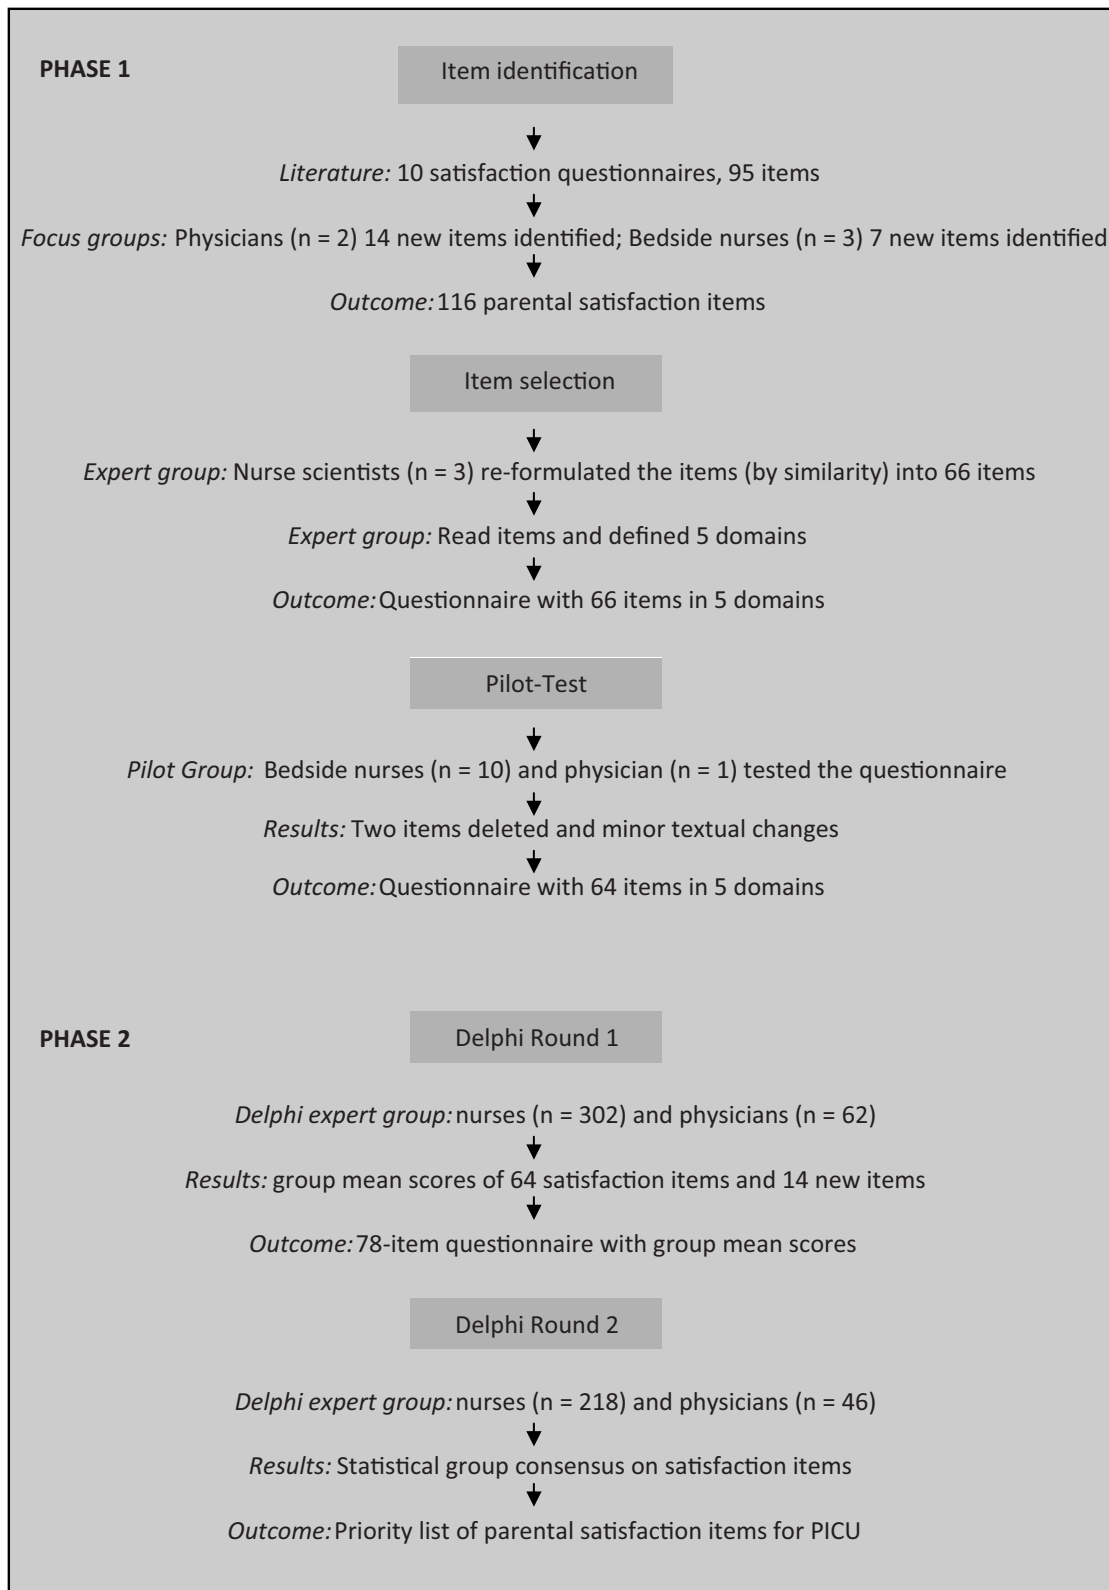 PHASE 1
Item identification
Literature: 10 satisfaction questionnaires, 95 items
Focus groups: Physicians (n = 2) 14 new items identified; Bedside nurses (n = 3) 7 new items identified
Outcome: 116 parental satisfaction items
Item selection
Expert group: Nurse scientists (n = 3) re-formulated the items (by similarity) into 66 items
Expert group: Read items and defined 5 domains
Outcome: Questionnaire with 66 items in 5 domains
Pilot-Test
Pilot Group: Bedside nurses (n = 10) and physician (n = 1) tested the questionnaire
Results: Two items deleted and minor textual changes
Outcome: Questionnaire with 64 items in 5 domains
PHASE 2
Delphi Round 1
Delphi expert group: nurses (n = 302) and physicians (n = 62)
Results: group mean scores of 64 satisfaction items and 14 new items
Outcome: 78-item questionnaire with group mean scores
Delphi Round 2
Delphi expert group: nurses (n = 218) and physicians (n = 46)
Results: Statistical group consensus on satisfaction items
Outcome: Priority list of parental satisfaction items for PICU